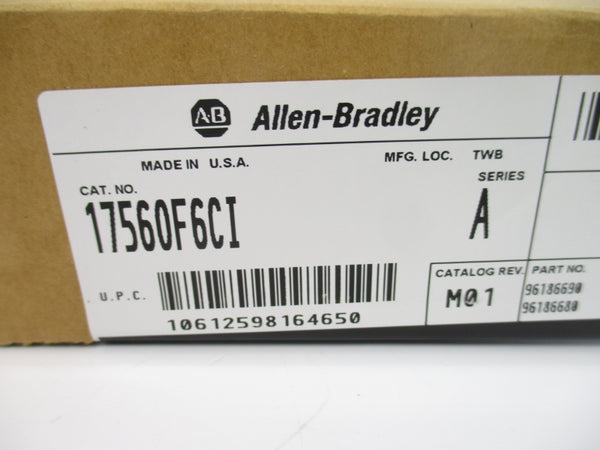 AB Allen-Bradley
MADE IN U.S.A. MFG. LOC. TWB
CAT. NO. SERIES
17560F6CI A
CATALOG REV. PART NO.
U.P.C. M01 96186690
96186680
10612598164650